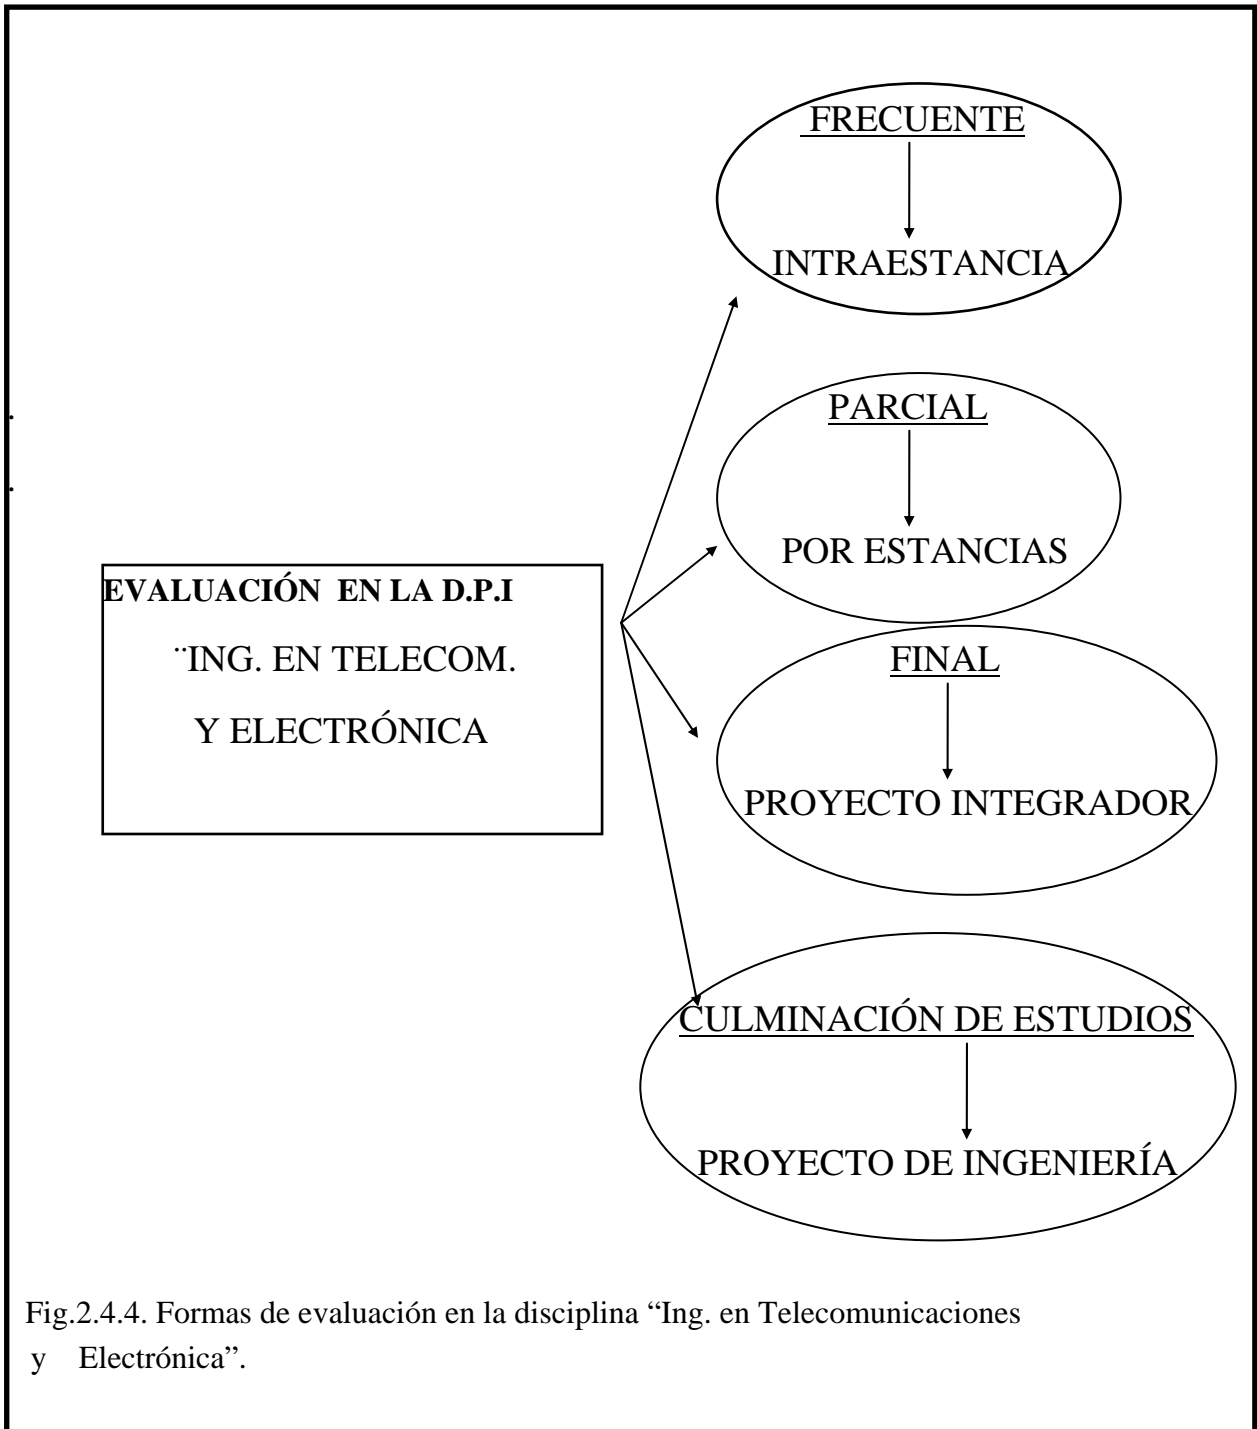 FRECUENTE
INTRAESTANCIA
PARCIAL
POR ESTANCIAS
EVALUACIÓN EN LA D.P.I
¨ING. EN TELECOM.
Y ELECTRÓNICA
FINAL
PROYECTO INTEGRADOR
CULMINACIÓN DE ESTUDIOS
PROYECTO DE INGENIERÍA
Fig.2.4.4. Formas de evaluación en la disciplina “Ing. en Telecomunicaciones
y Electrónica”.